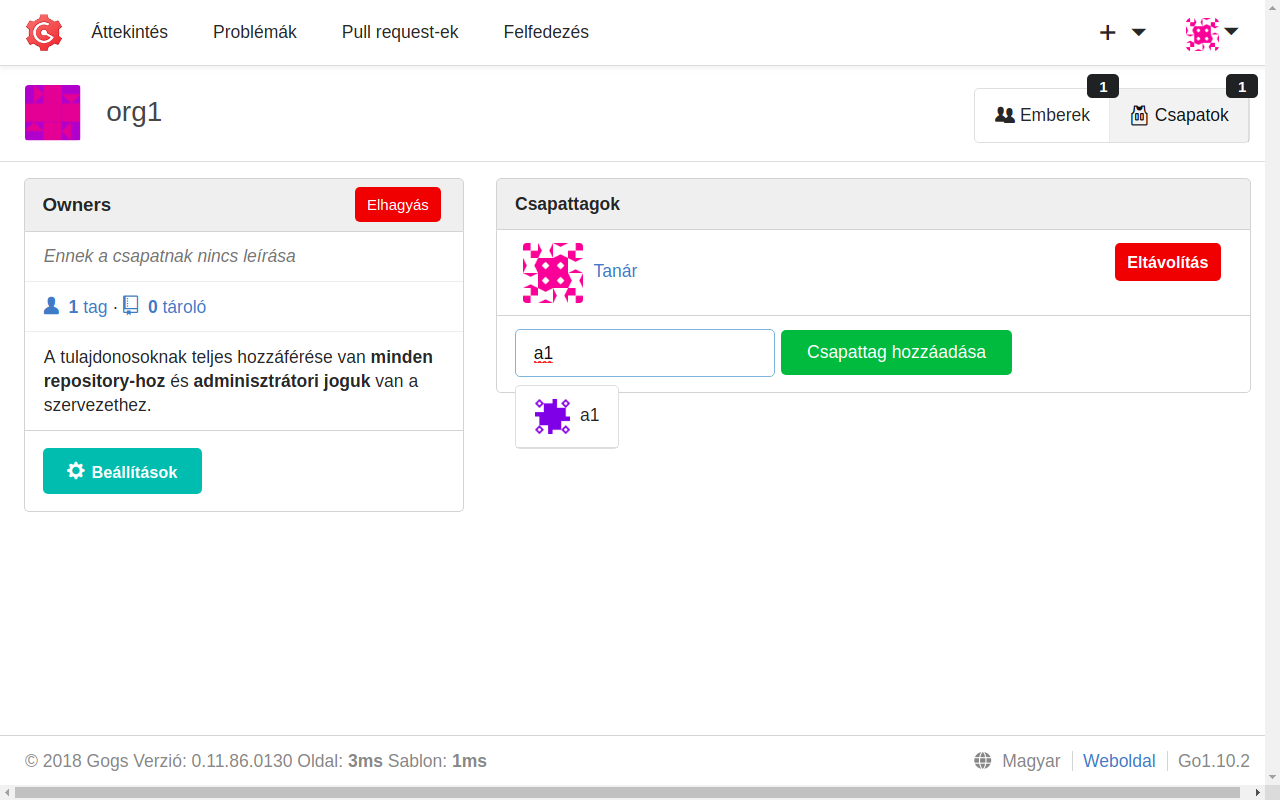 Áttekintés Problémák Pull request-ek Felfedezés
org1
Emberek 1 Csapatok 1
Owners Elhagyás
Ennek a csapatnak nincs leírása
1 tag · 0 tároló
A tulajdonosoknak teljes hozzáférése van minden
repository-hoz és adminisztrátori joguk van a
szervezethez.
Beállítások
Csapattagok
Tanár Eltávolítás
a1 Csapattag hozzáadása
a1
© 2018 Gogs Verzió: 0.11.86.0130 Oldal: 3ms Sablon: 1ms Magyar Weboldal Go1.10.2